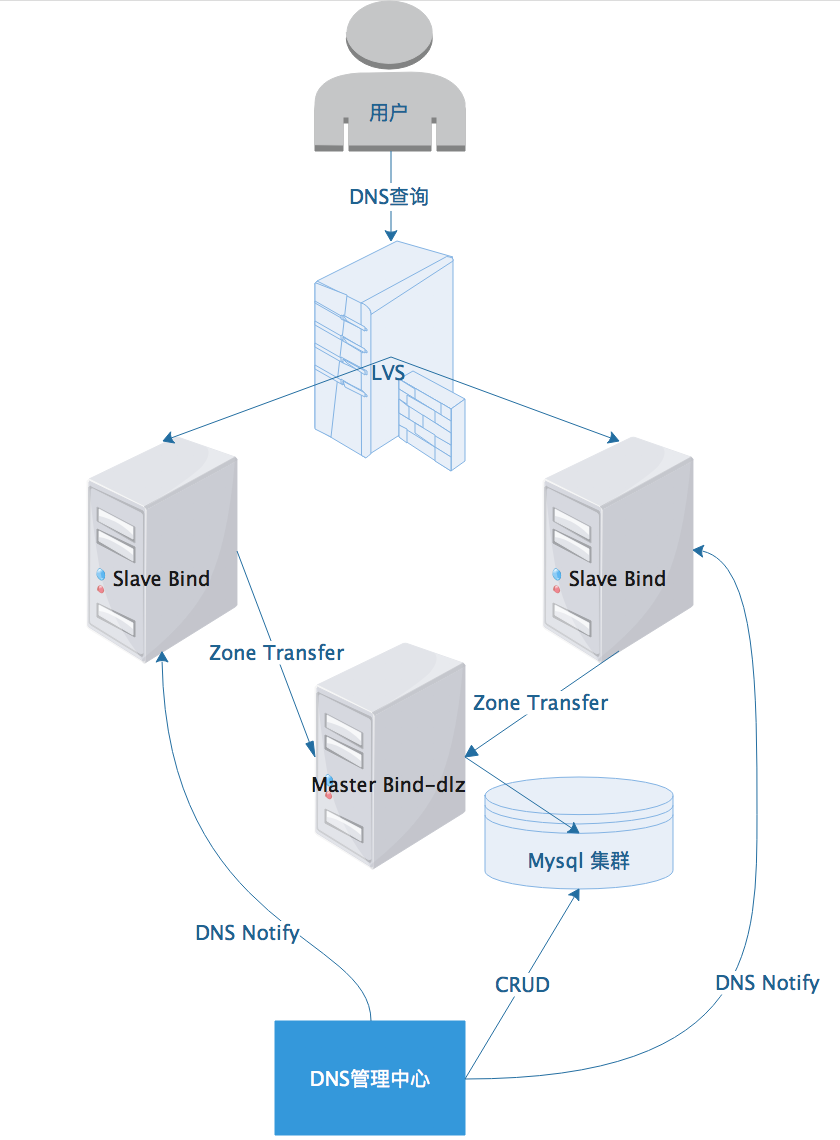 用户
DNS查询
LVS
Slave Bind
Slave Bind
Zone Transfer
Zone Transfer
Master Bind-dlz
Mysql 集群
DNS Notify
CRUD
DNS Notify
DNS管理中心